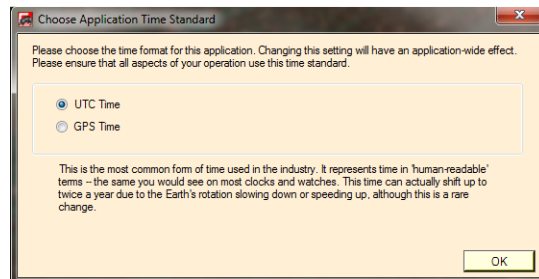 Choose Application Time Standard
Please choose the time format for this application. Changing this setting will have an application-wide effect.
Please ensure that all aspects of your operation use this time standard.
UTC Time
GPS Time
This is the most common form of time used in the industry. It represents time in 'human-readable'
terms -- the same you would see on most clocks and watches. This time can actually shift up to
twice a year due to the Earth's rotation slowing down or speeding up, although this is a rare
change.
OK